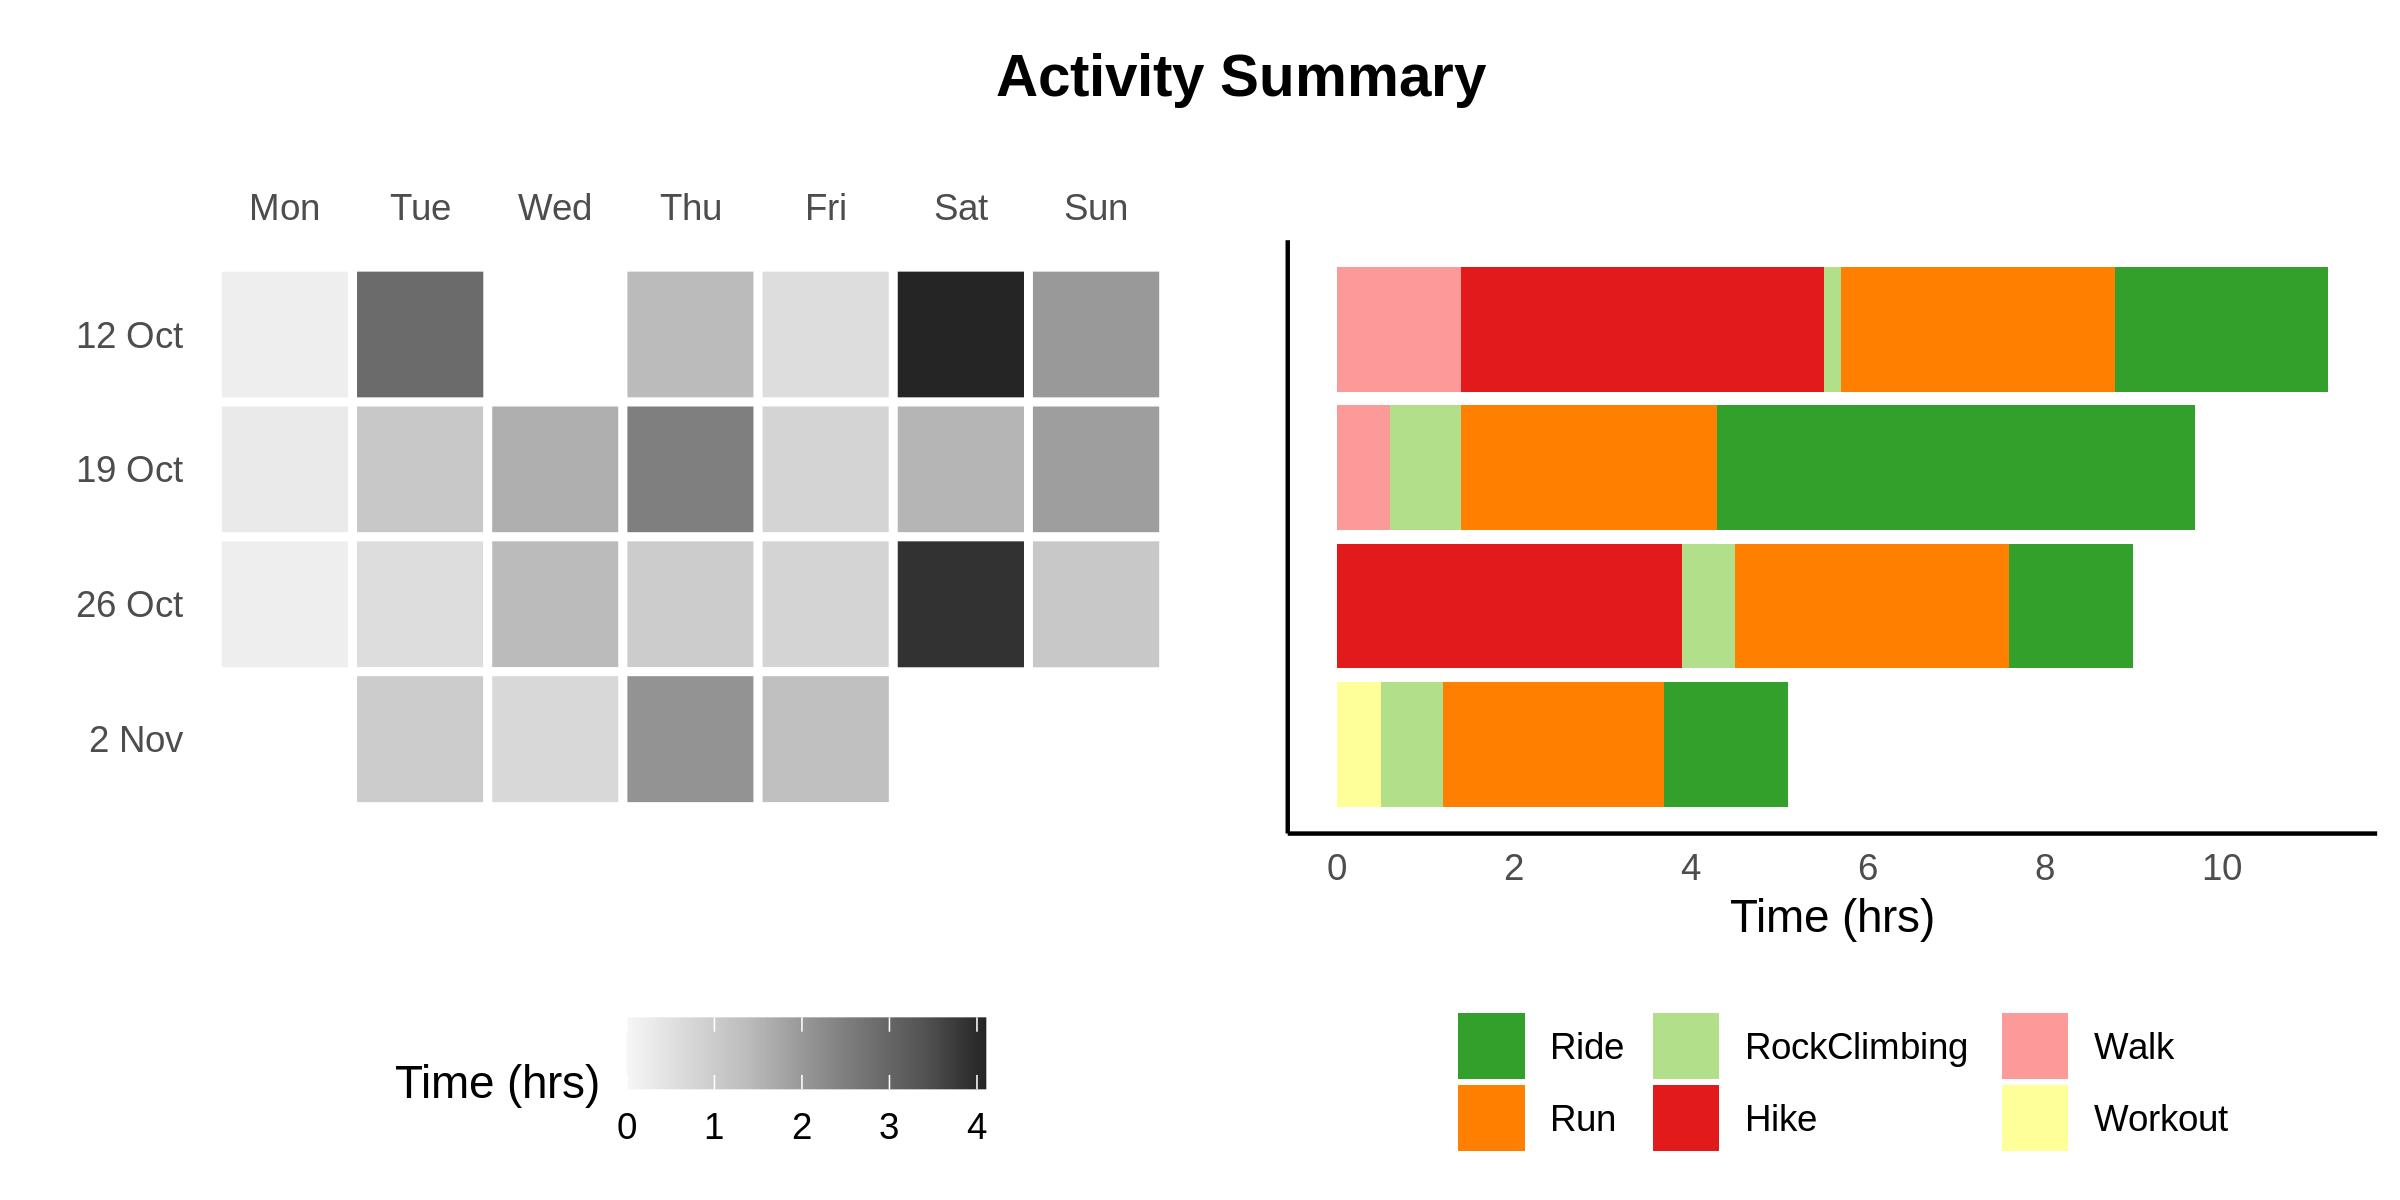 Activity Summary
Mon Tue Wed Thu Fri Sat Sun
12 Oct
19 Oct
26 Oct
2 Nov
0 2 4 6 8 10
Time (hrs)
Time (hrs)
0 1 2 3 4
Ride RockClimbing Walk
Run Hike Workout